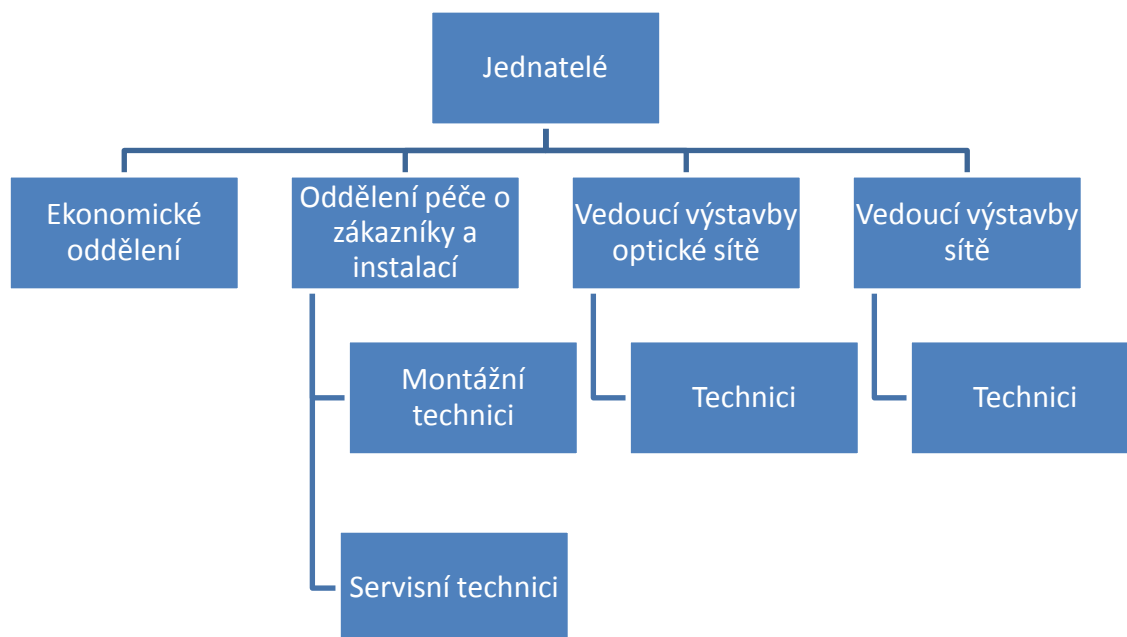 Jednatelé
Ekonomické
oddělení
Oddělení péče o
zákazníky a
instalací
Vedoucí výstavby
optické sítě
Vedoucí výstavby
sítě
Montážní
technici
Technici
Technici
Servisní technici